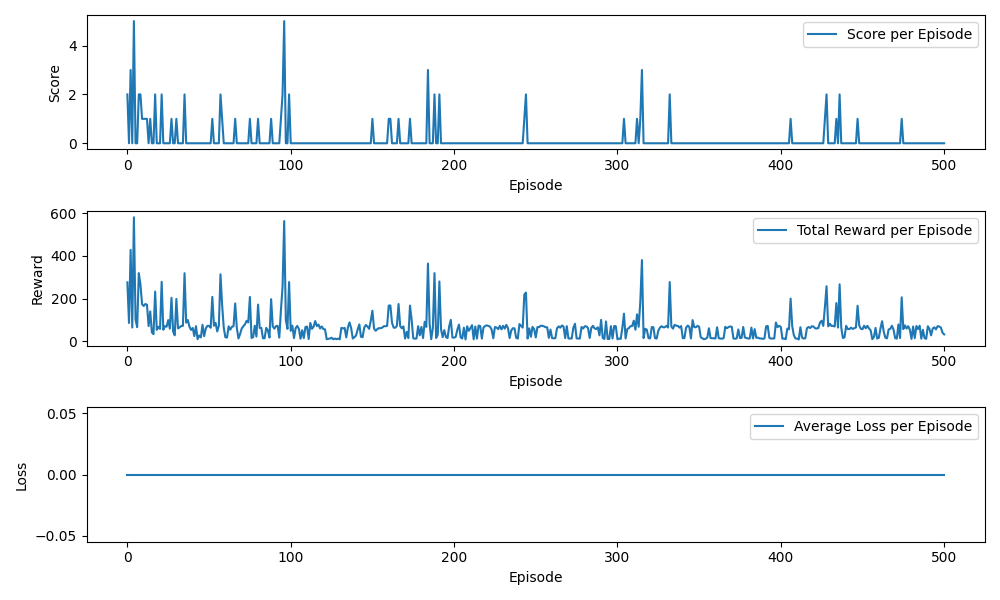 Score per Episode
Score
4
2
0
0 100 200 300 400 500
Episode
Total Reward per Episode
Reward
600
400
200
0
0 100 200 300 400 500
Episode
Average Loss per Episode
Loss
0.05
0.00
−0.05
0 100 200 300 400 500
Episode